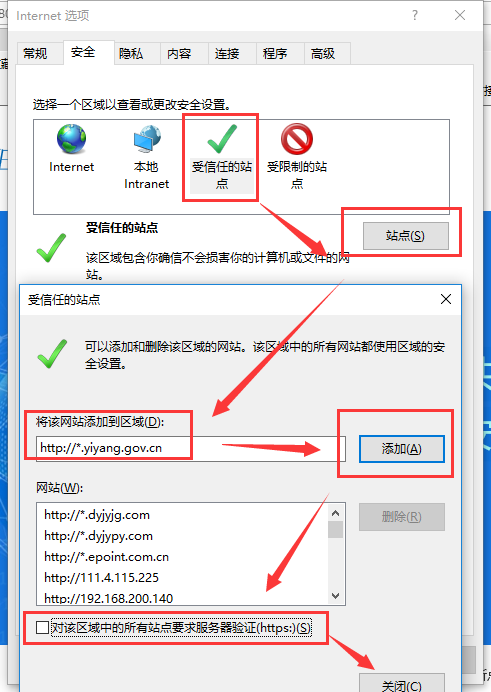 Internet 选项
常规 安全 隐私 内容 连接 程序 高级
选择一个区域以查看或更改安全设置。
Internet
本地
Intranet
受信任的站
点
受限制的站
点
受信任的站点
站点(S)
该区域包含你确信不会损害你的计算机或文件的网
站。
受信任的站点
可以添加和删除该区域的网站。该区域中的所有网站都使用区域的安
全设置。
将该网站添加到区域(D):
http://*.yiyang.gov.cn
添加(A)
网站(W):
http://*.dyjyjg.com
http://*.dyjypy.com
http://*.epoint.com.cn
http://111.4.115.225
http://192.168.200.140
删除(R)
对该区域中的所有站点要求服务器验证(https:)(S)
关闭(C)